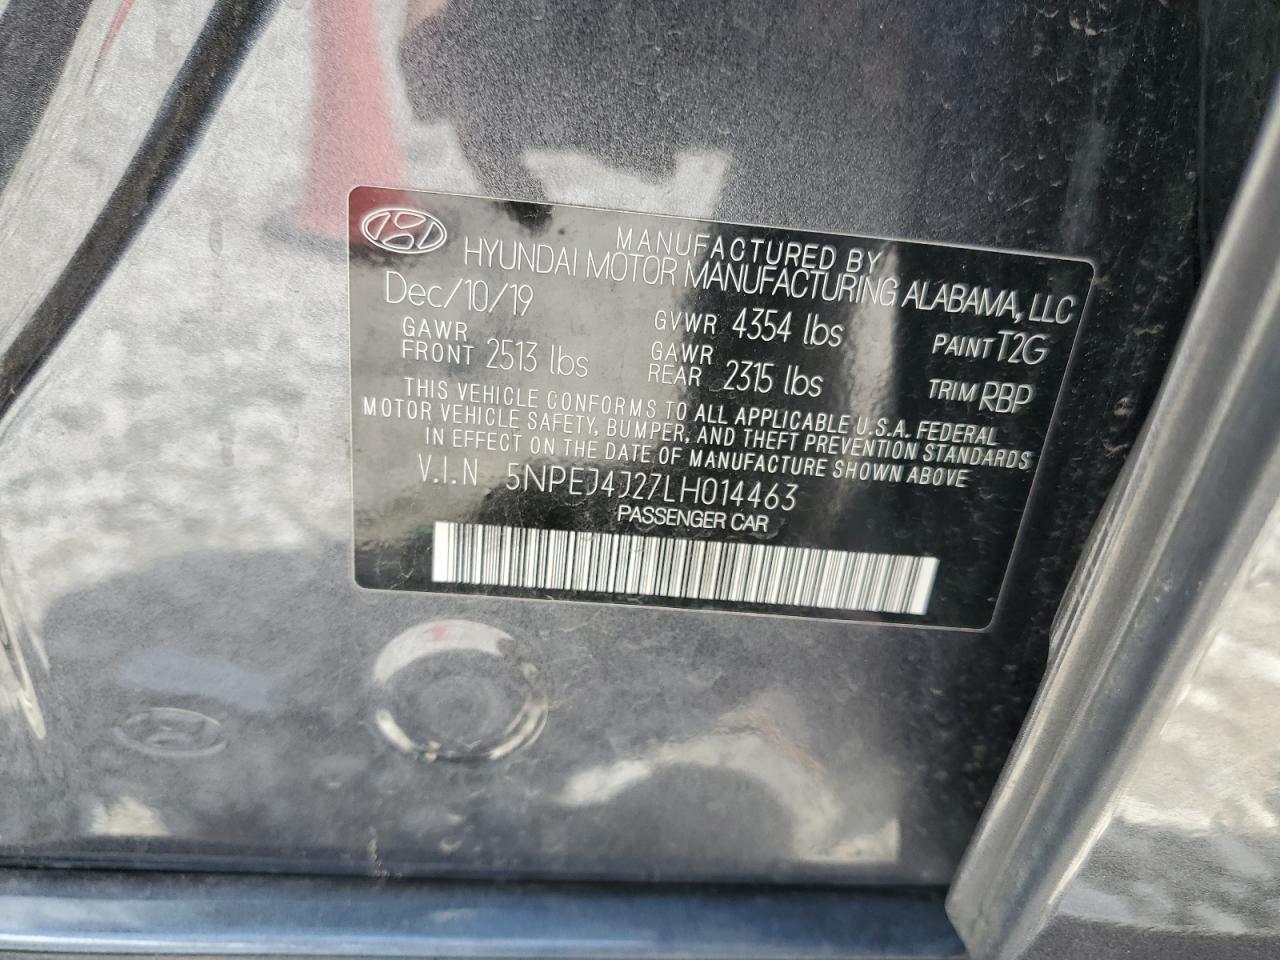 MANUFACTURED BY
HYUNDAI MOTOR MANUFACTURING ALABAMA, LLC
Dec/10/19
GVWR 4354 lbs
PAINT T2G
GAWR FRONT 2513 lbs
GAWR REAR 2315 lbs
TRIM RBP
THIS VEHICLE CONFORMS TO ALL APPLICABLE U.S.A. FEDERAL
MOTOR VEHICLE SAFETY, BUMPER, AND THEFT PREVENTION STANDARDS
IN EFFECT ON THE DATE OF MANUFACTURE SHOWN ABOVE
V.I.N 5NPEJ4J27LH014463
PASSENGER CAR